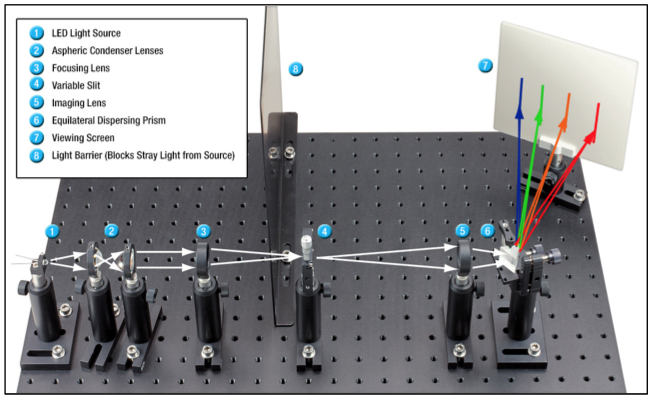 1 LED Light Source
2 Aspheric Condenser Lenses
3 Focusing Lens
4 Variable Slit
5 Imaging Lens
6 Equilateral Dispersing Prism
7 Viewing Screen
8 Light Barrier (Blocks Stray Light from Source)
8
7
1
2
3
4
5
6